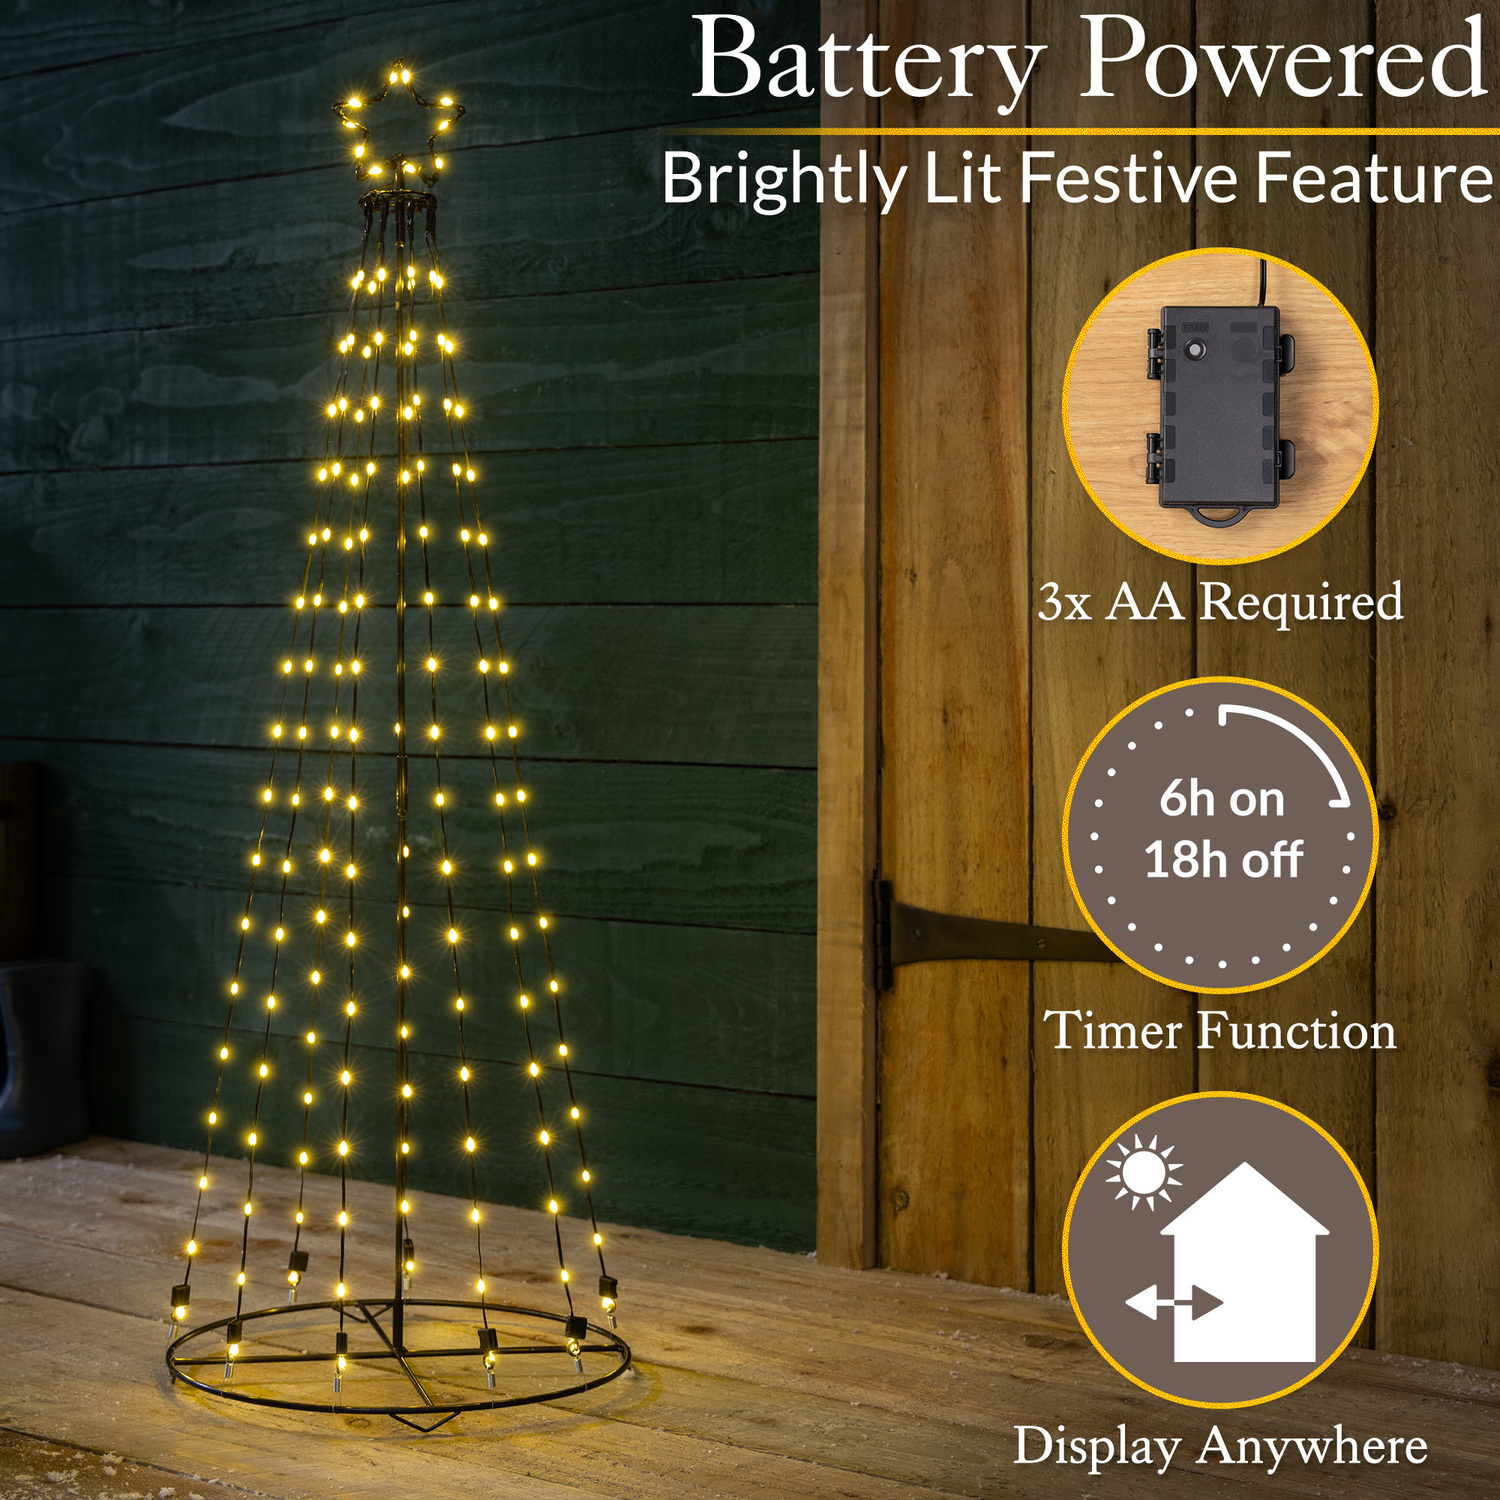 Battery Powered
Brightly Lit Festive Feature
3x AA Required
6h on
18h off
Timer Function
Display Anywhere